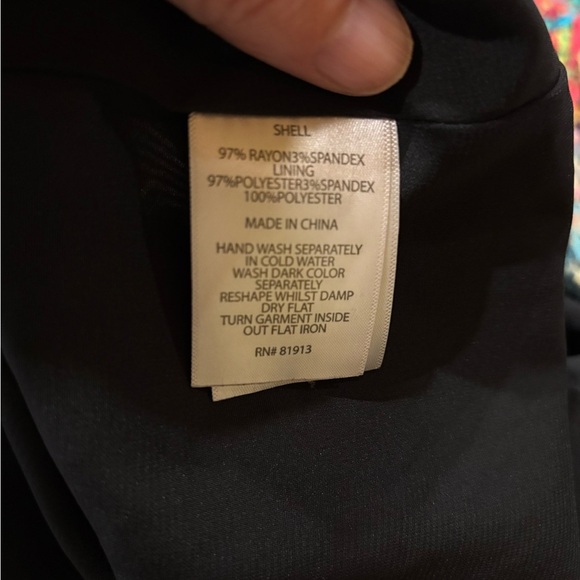 SHELL
97% RAYON3%SPANDEX
LINING
97%POLYESTER3%SPANDEX
100%POLYESTER
MADE IN CHINA
HAND WASH SEPARATELY
IN COLD WATER
WASH DARK COLOR
SEPARATELY
RESHAPE WHILST DAMP
DRY FLAT
TURN GARMENT INSIDE
OUT FLAT IRON
RN# 81913